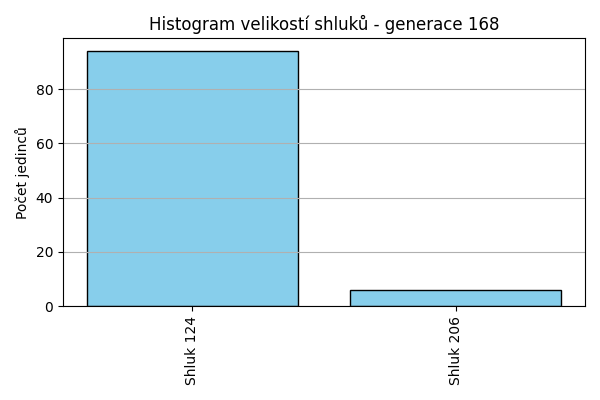 Histogram velikostí shluků - generace 168
Počet jedinců
80
60
40
20
0
Shluk 124
Shluk 206